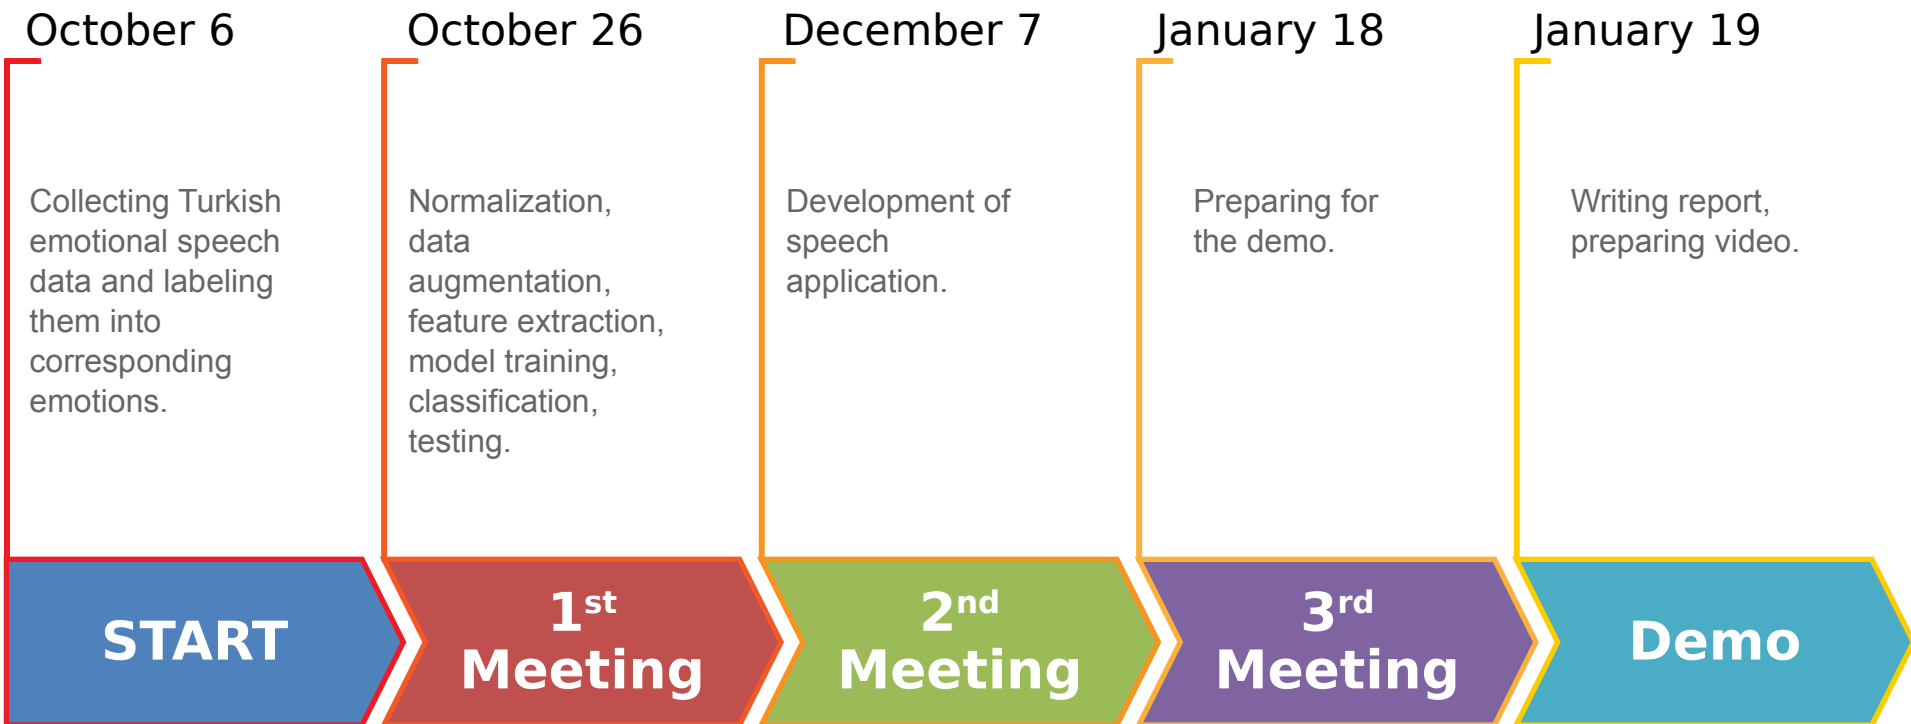 October 6
Collecting Turkish
emotional speech
data and labeling
them into
corresponding
emotions.
START
October 26
Normalization,
data
augmentation,
feature extraction,
model training,
classification,
testing.
1st
Meeting
December 7
Development of
speech
application.
2nd
Meeting
January 18
Preparing for
the demo.
3rd
Meeting
January 19
Writing report,
preparing video.
Demo